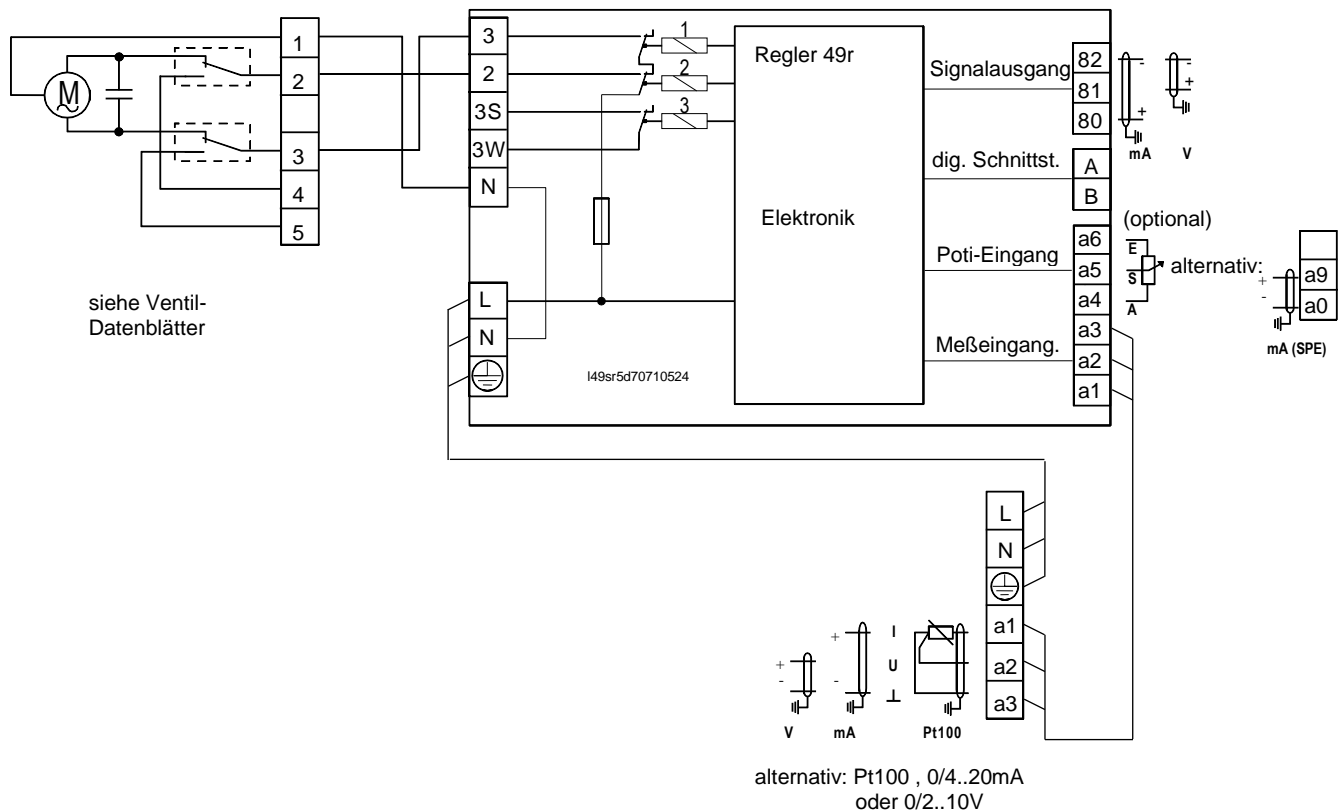 1
2
3
4
5
M
siehe Ventil-
Datenblätter
3
2
3S
3W
N
L
N
1
2
3
Regler 49r
Elektronik
l49sr5d70710524
Signalausgang
dig. Schnittst.
Poti-Eingang
Meßeingang.
82
81
80
A
B
a6
a5
a4
a3
a2
a1
-
+
mA
-
+
V
(optional)
E
S
A
alternativ:
+
-
a9
a0
mA (SPE)
L
N
a1
a2
a3
+
-
V
+
-
mA
I
U
⊥
Pt100
alternativ: Pt100 , 0/4..20mA
oder 0/2..10V